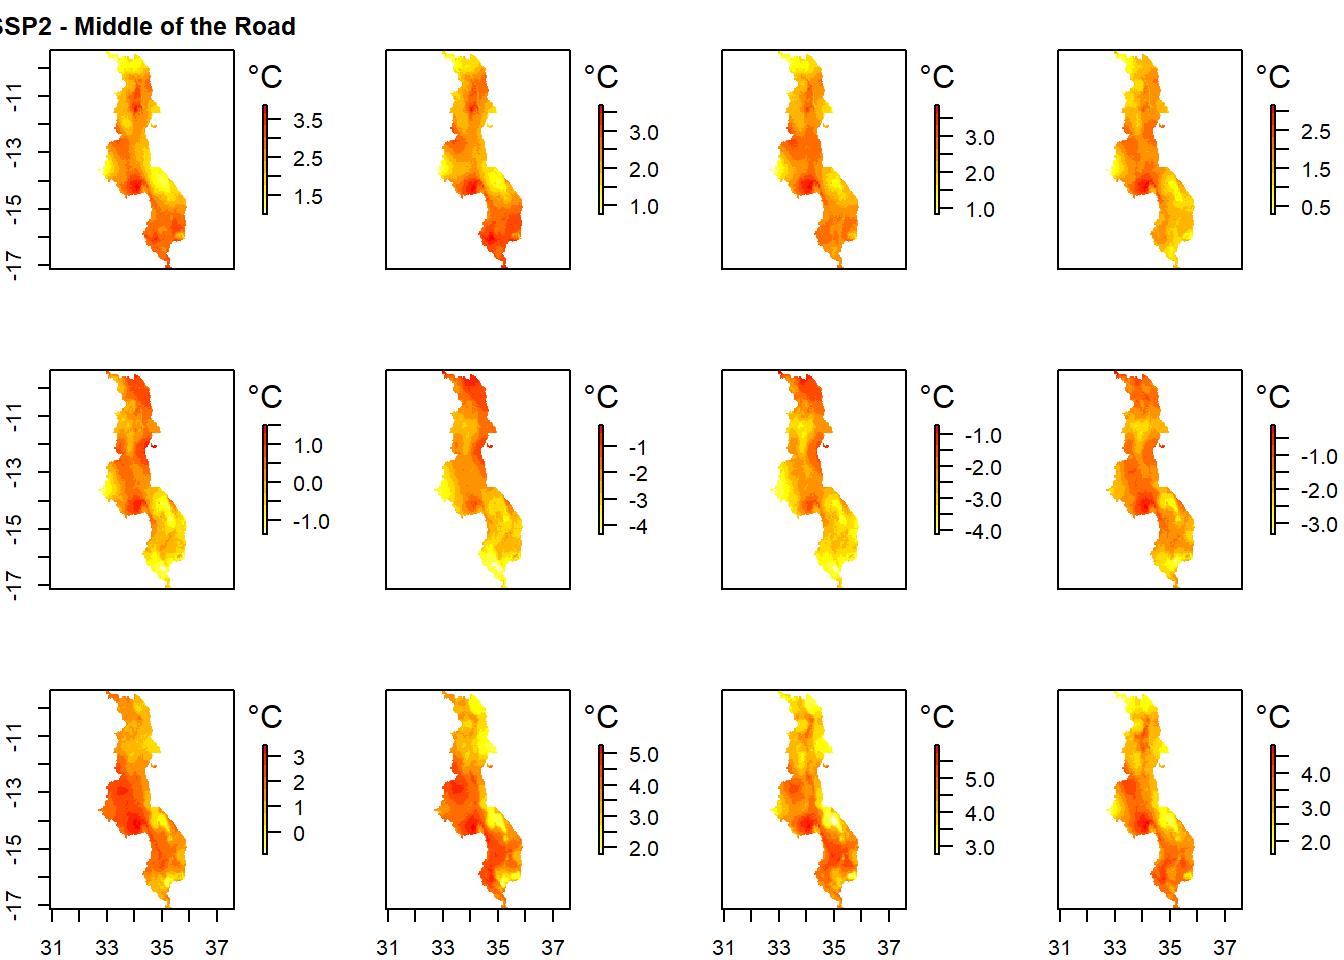 SSP2 - Middle of the Road
°C °C °C °C
-11 -13 -15 -17
3.5 2.5 1.5
3.0 2.0 1.0
3.0 2.0 1.0
2.5 1.5 0.5
°C °C °C °C
-11 -13 -15 -17
1.0 0.0 -1.0
-1 -2 -3 -4
-1.0 -2.0 -3.0 -4.0
-1.0 -2.0 -3.0
°C °C °C °C
-11 -13 -15 -17
3 2 1 0
5.0 4.0 3.0 2.0
5.0 4.0 3.0
4.0 3.0 2.0
31 33 35 37 31 33 35 37 31 33 35 37 31 33 35 37